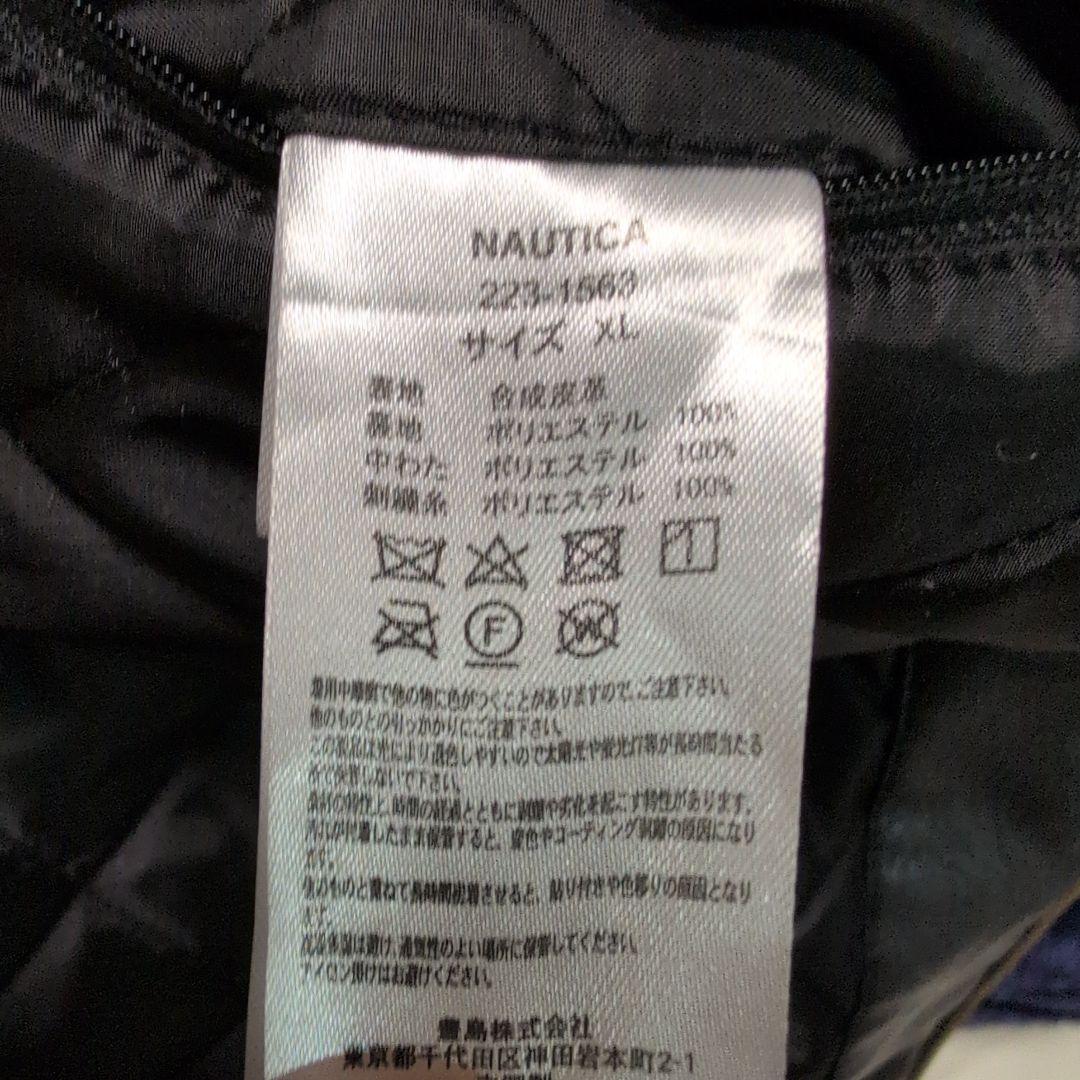 NAUTICA
223-1563
サイズ XL
表地 合成皮革
裏地 ポリエステル 100%
中わた ポリエステル 100%
刺繍糸 ポリエステル 100%
F
W
着用中摩擦で他の物に色がつくことがありますので、ご注意下さい。
他のものとの引っかかりにご注意下さい。
この製品は光により退色しやすいので太陽光や蛍光灯等が長時間当たる
所で保管しないで下さい。
素材の特性上、時間の経過とともに剥離や劣化を起こす特性があります。
汚れが付着したまま保管すると、変色やコーティング剥離の原因になり
ます。
他のものと重ねて長時間密着させると、貼り付きや色移りの原因となり
ます。
高温多湿は避け、通気性のよい場所に保管してください。
アイロン掛けはお避けください。
豊島株式会社
東京都千代田区神田岩本町2-1